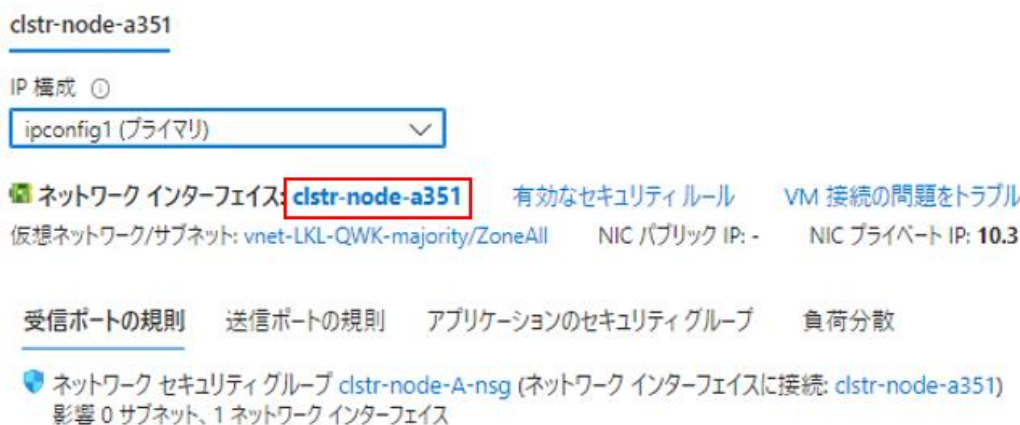 clstr-node-a351
IP 構成
ipconfig1 (プライマリ)
ネットワーク インターフェイス: clstr-node-a351 有効なセキュリティ ルール VM 接続の問題をトラブル
仮想ネットワーク/サブネット: vnet-LKL-QWK-majority/ZoneAll NIC パブリック IP: - NIC プライベート IP: 10.3
受信ポートの規則 送信ポートの規則 アプリケーションのセキュリティ グループ 負荷分散
ネットワーク セキュリティ グループ clstr-node-A-nsg (ネットワーク インターフェイスに接続: clstr-node-a351)
影響 0 サブネット、1 ネットワーク インターフェイス